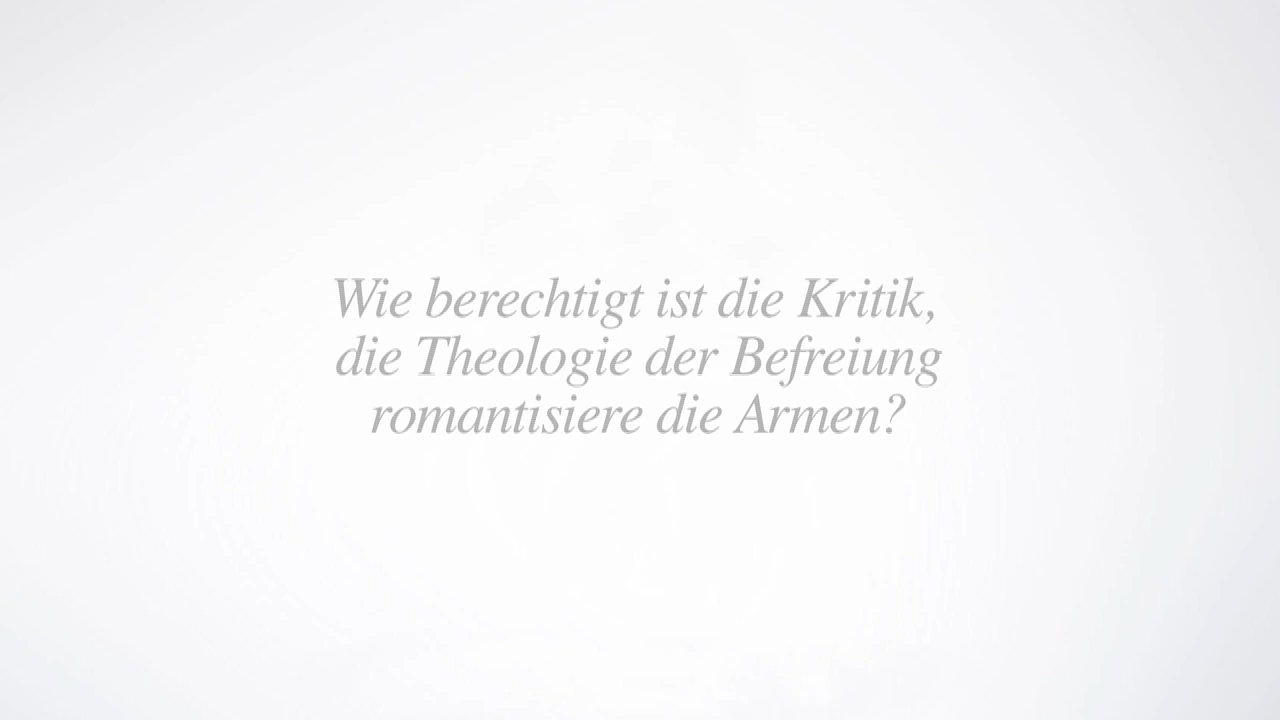 Wie berechtigt ist die Kritik,
die Theologie der Befreiung
romantisiere die Armen?